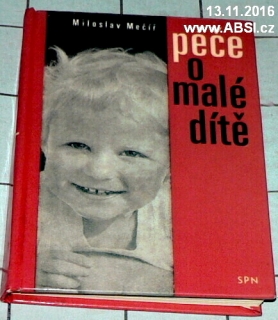 13.11.2016
www.ABSI.cz
Miloslav Mečíř
péče
o malé
dítě
SPN